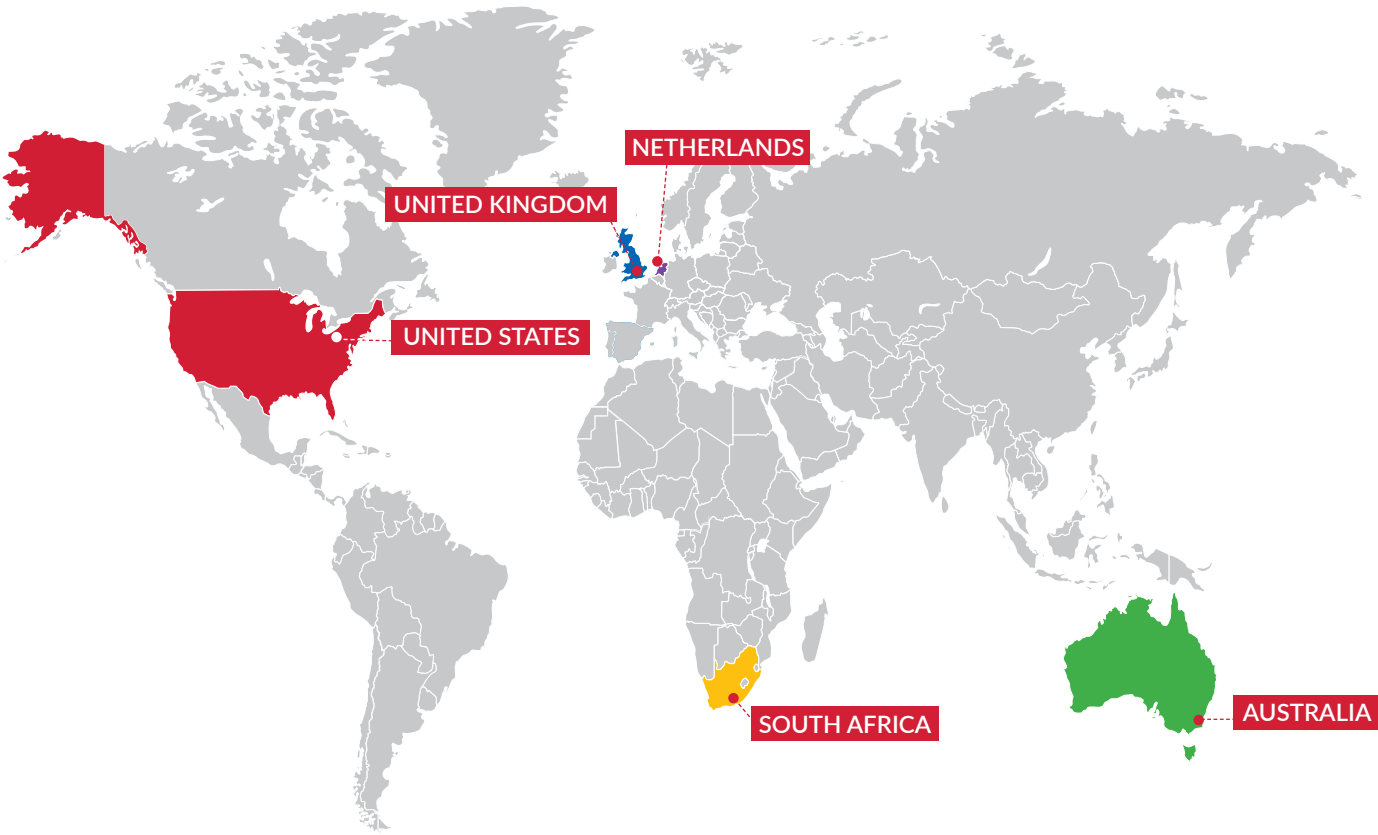 NETHERLANDS
UNITED KINGDOM
UNITED STATES
SOUTH AFRICA
AUSTRALIA